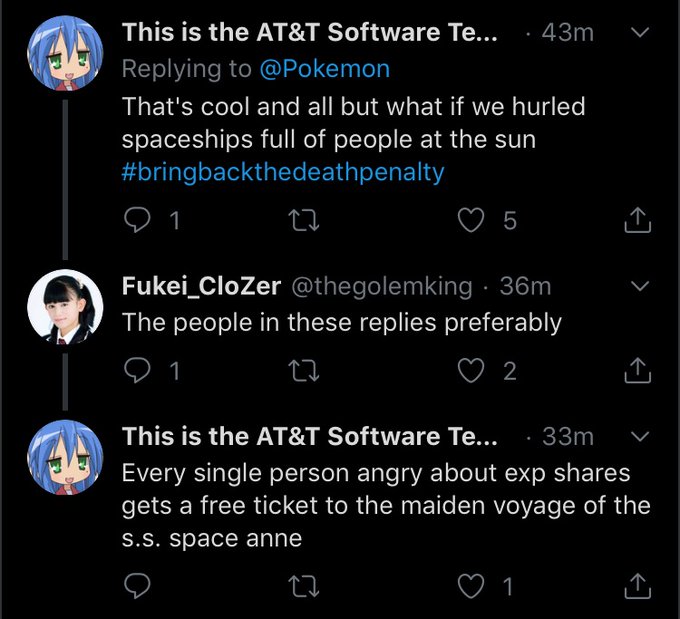 This is the AT&T Software Te... · 43m
Replying to @Pokemon
That's cool and all but what if we hurled
spaceships full of people at the sun
#bringbackthedeathpenalty
1 5
Fukei_CloZer @thegolemking · 36m
The people in these replies preferably
1 2
This is the AT&T Software Te... · 33m
Every single person angry about exp shares
gets a free ticket to the maiden voyage of the
s.s. space anne
1